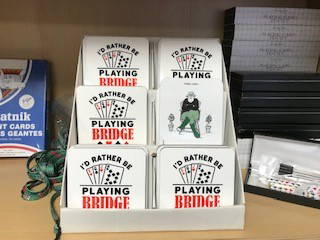 I'D RATHER BE
PLAYING
BRIDGE
I'D RATHER BE
PLAYING
I'D RATHER BE
PLAYING
BRIDGE
I'D RATHER BE
PLAYING
BRIDGE
I'D RATHER BE
PLAYING
BRIDGE
atnik
T CARDS
S GEANTES